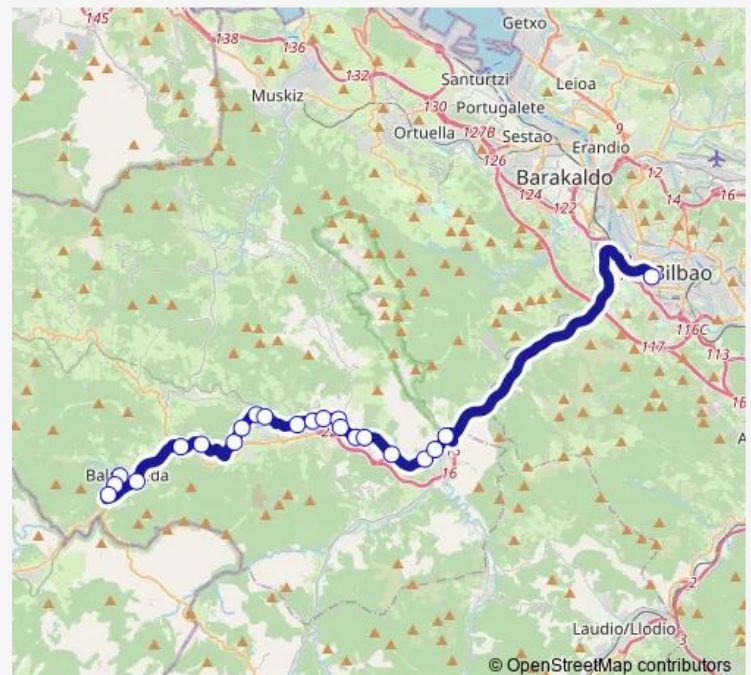 145
Getxo
138
136
Santurtzi
132
Leioa
Muskiz
130
Portugalete
Ortuella
127B
Sestao
9
126
Erandio
12
Barakaldo
124
14
16
122
Bilbao
116C
117
113
16
Laudio/Llodio
2
3
© OpenStreetMap contributors